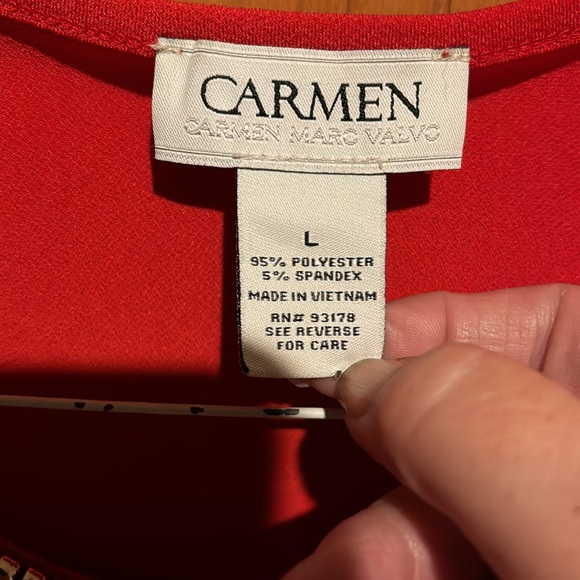 CARMEN
CARMEN MARC VALVO
L
95% POLYESTER
5% SPANDEX
MADE IN VIETNAM
RN# 93178
SEE REVERSE
FOR CARE